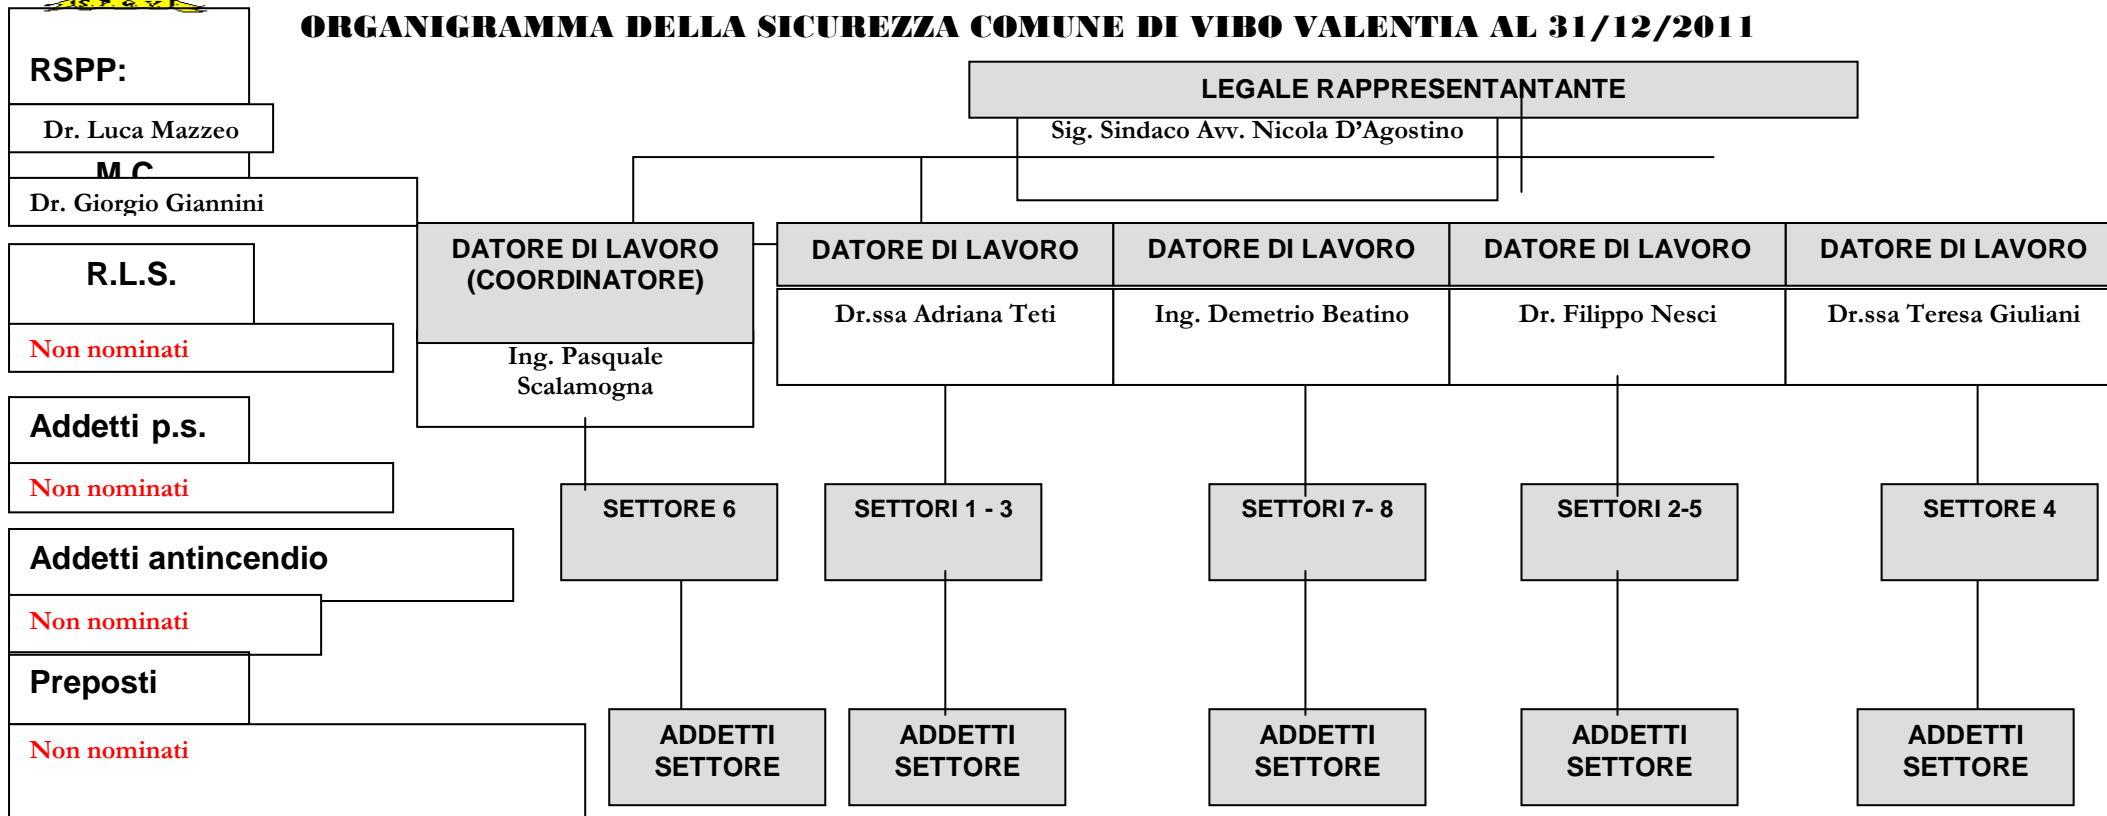 ORGANIGRAMMA DELLA SICUREZZA COMUNE DI VIBO VALENTIA AL 31/12/2011
RSPP:
Dr. Luca Mazzeo
M.C
Dr. Giorgio Giannini
R.L.S.
Non nominati
Addetti p.s.
Non nominati
Addetti antincendio
Non nominati
Preposti
Non nominati
LEGALE RAPPRESENTANTANTE
Sig. Sindaco Avv. Nicola D'Agostino
DATORE DI LAVORO
(COORDINATORE)
Ing. Pasquale
Scalamogna
DATORE DI LAVORO
Dr.ssa Adriana Teti
DATORE DI LAVORO
Ing. Demetrio Beatino
DATORE DI LAVORO
Dr. Filippo Nesci
DATORE DI LAVORO
Dr.ssa Teresa Giuliani
SETTORE 6
SETTORI 1 - 3
SETTORI 7- 8
SETTORI 2-5
SETTORE 4
ADDETTI
SETTORE
ADDETTI
SETTORE
ADDETTI
SETTORE
ADDETTI
SETTORE
ADDETTI
SETTORE